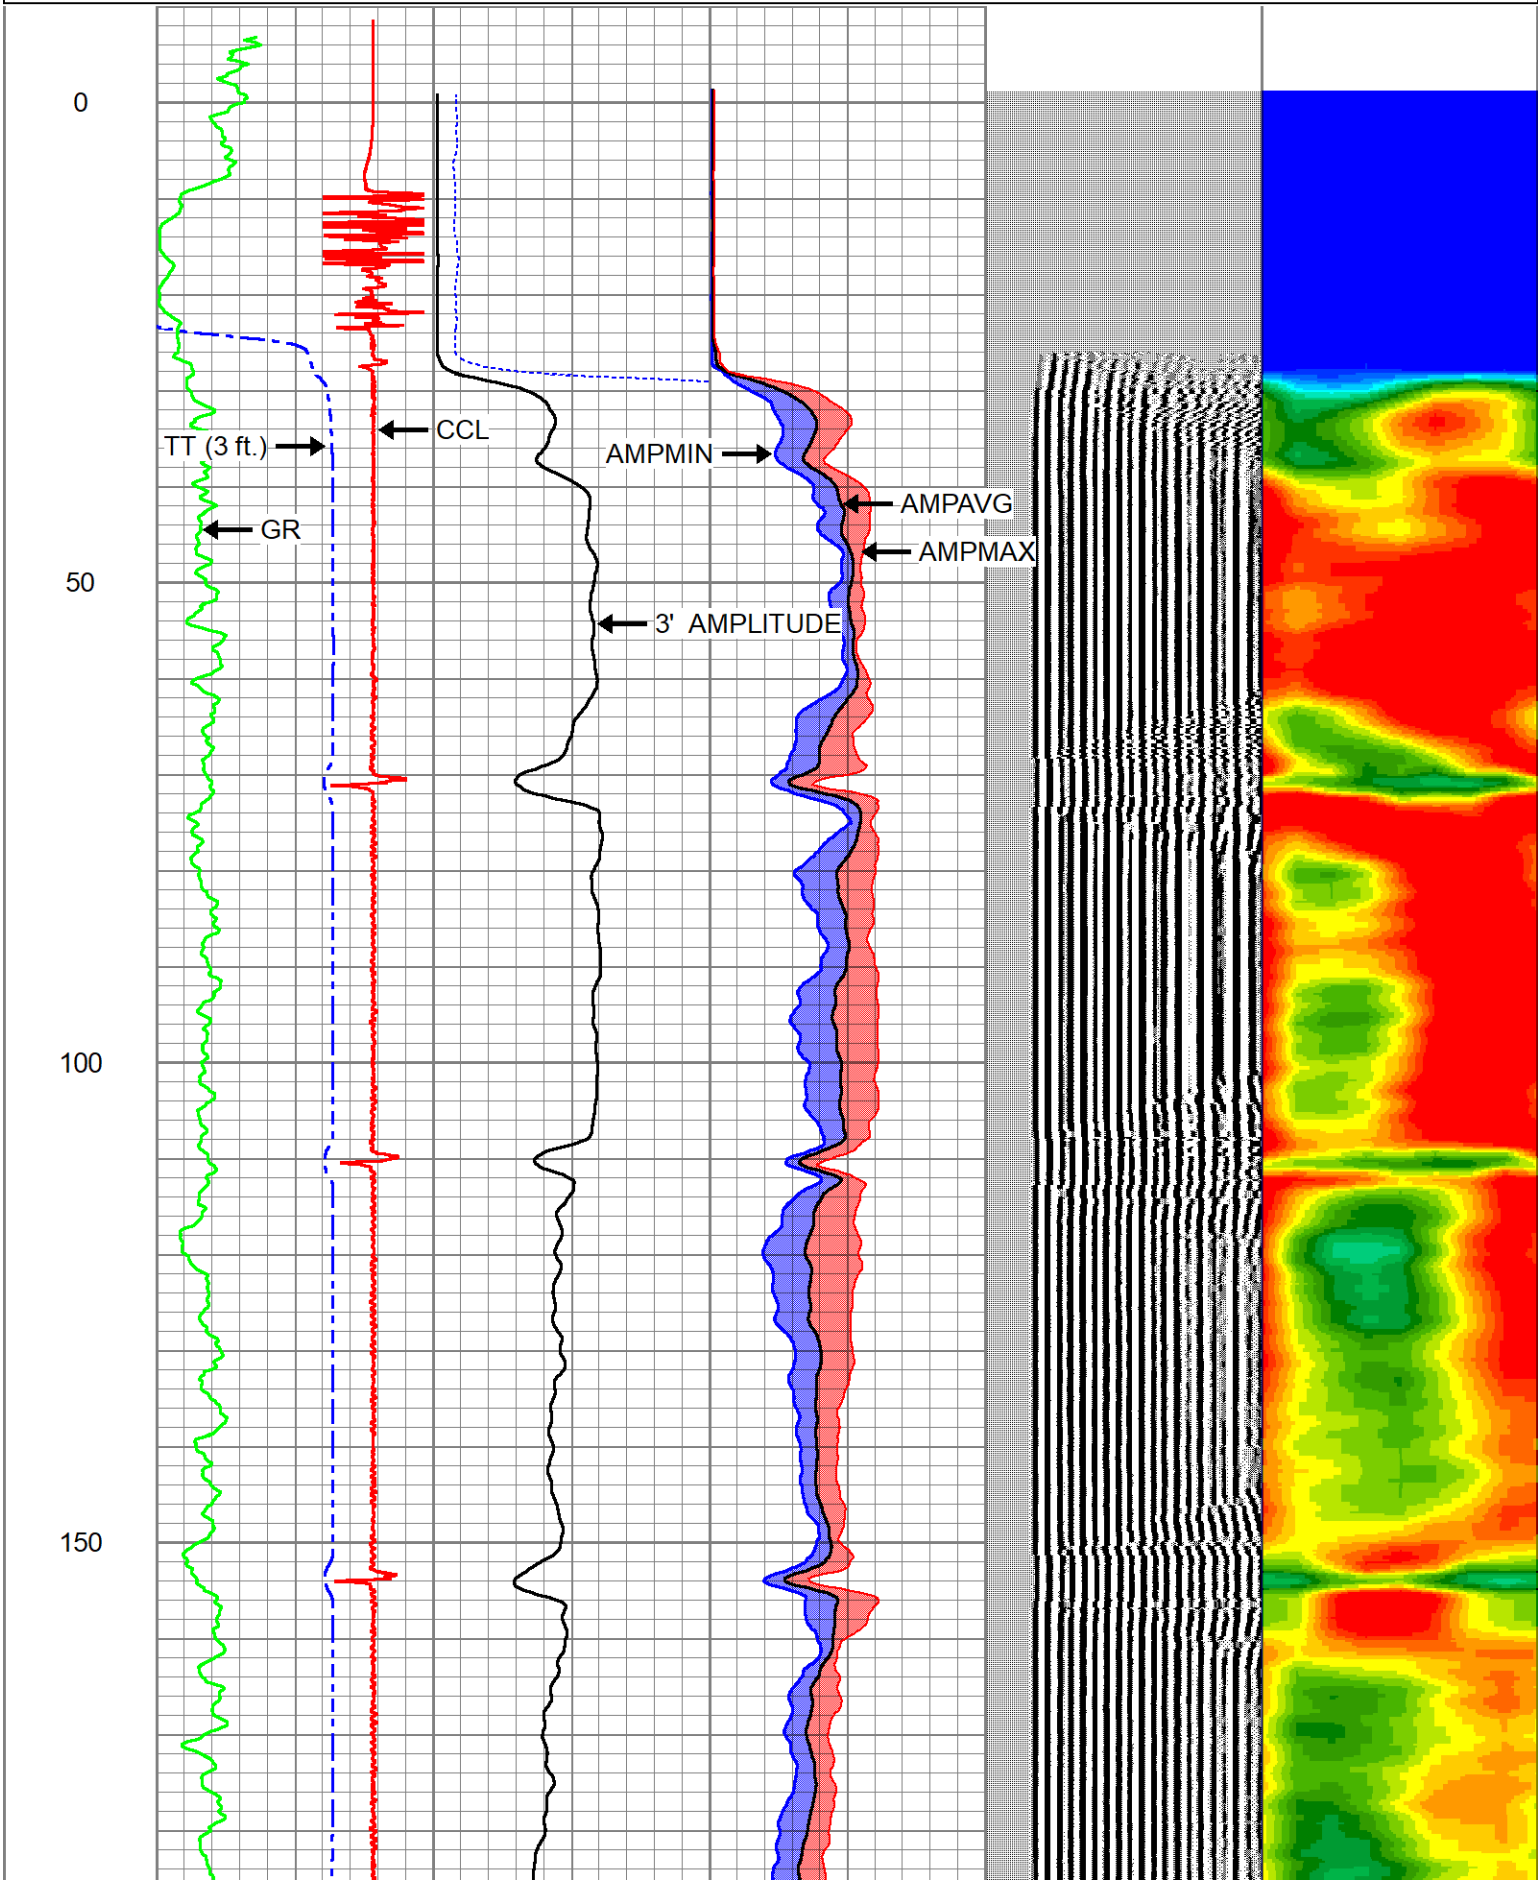 0
CCL
TT (3 ft.)
AMPMIN
AMPAVG
GR
AMPMAX
50
3' AMPLITUDE
100
150